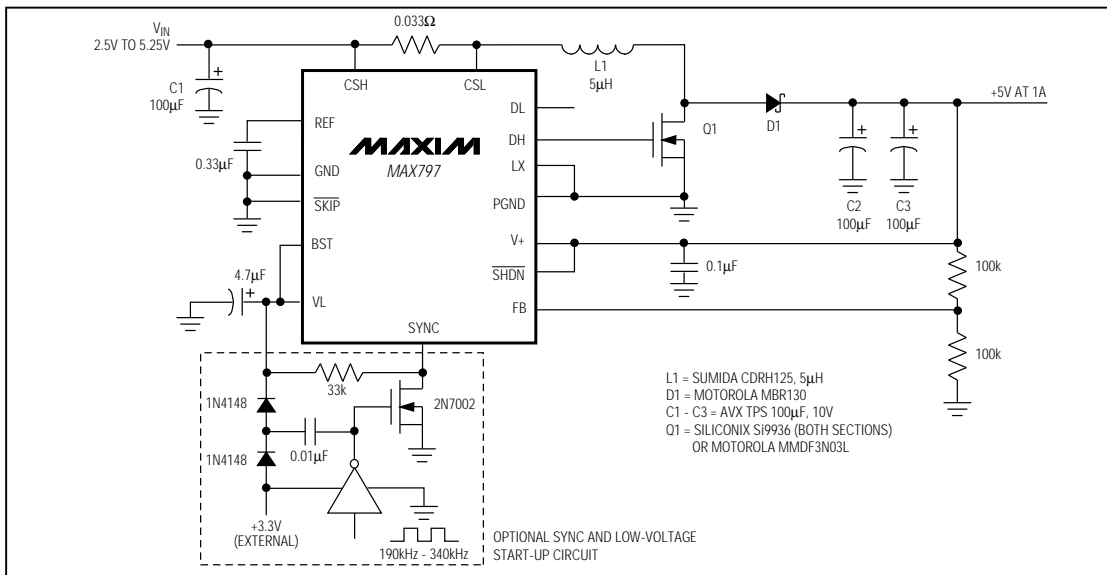 V_IN
2.5V TO 5.25V
0.033Ω
C1
100µF
CSH
CSL
L1
5µH
+5V AT 1A
REF
0.33µF
GND
SKIP
BST
4.7µF
VL
MAXIM
MAX797
DL
DH
LX
PGND
V+
SHDN
FB
SYNC
Q1
D1
C2
100µF
C3
100µF
0.1µF
100k
100k
33k
1N4148
2N7002
0.01µF
1N4148
+3.3V
(EXTERNAL)
190kHz - 340kHz
OPTIONAL SYNC AND LOW-VOLTAGE
START-UP CIRCUIT
L1 = SUMIDA CDRH125, 5µH
D1 = MOTOROLA MBR130
C1 - C3 = AVX TPS 100µF, 10V
Q1 = SILICONIX Si9936 (BOTH SECTIONS)
OR MOTOROLA MMDF3N03L